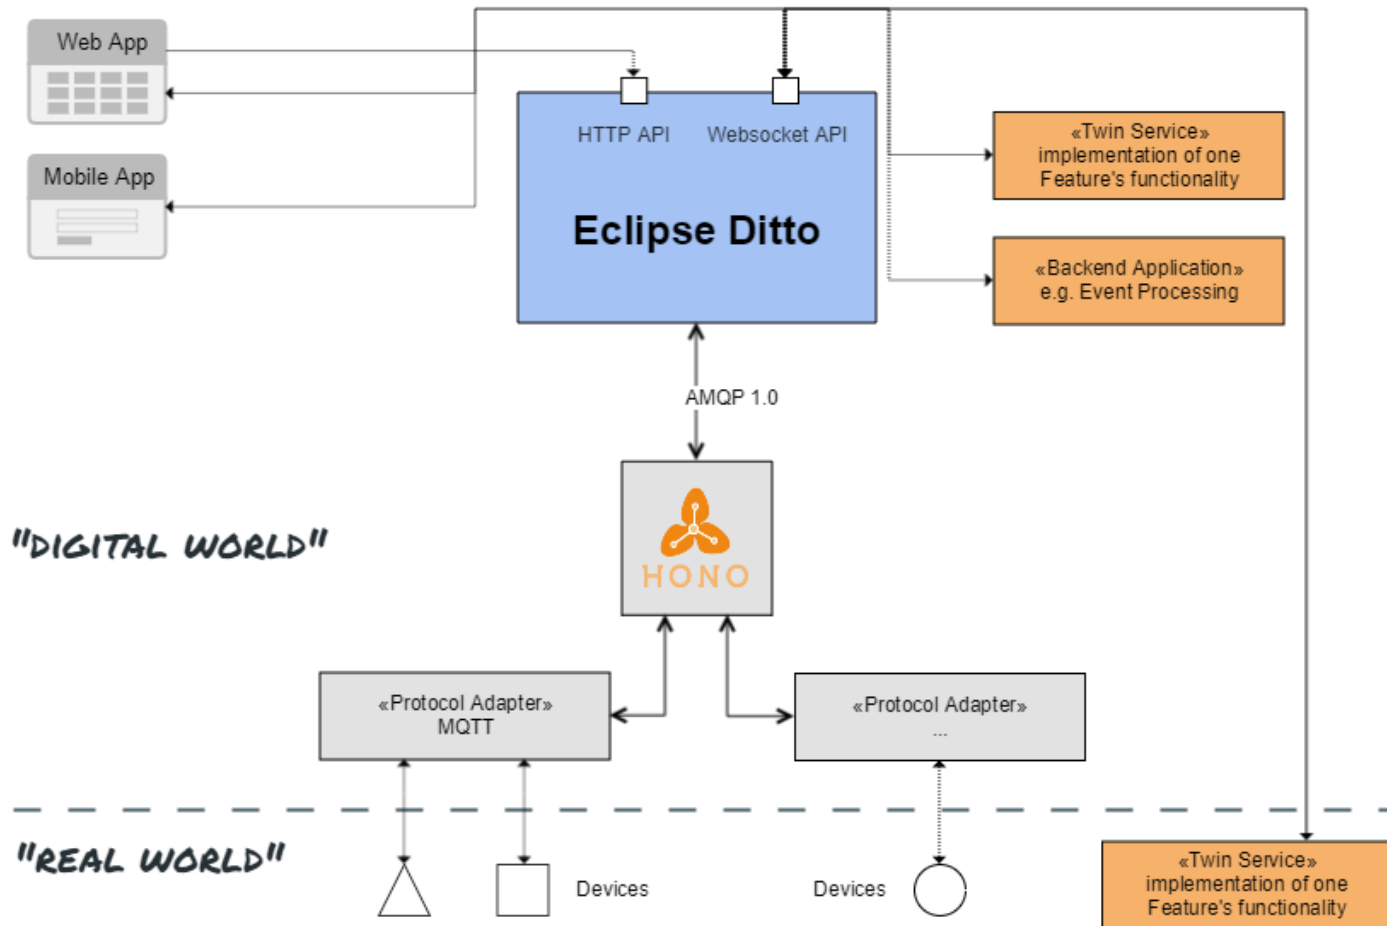 Web App
Mobile App
HTTP API
Websocket API
Eclipse Ditto
«Twin Service»
implementation of one
Feature's functionality
«Backend Application»
e.g. Event Processing
AMQP 1.0
HONO
"DIGITAL WORLD"
«Protocol Adapter»
MQTT
«Protocol Adapter»
...
"REAL WORLD"
Devices
Devices
«Twin Service»
implementation of one
Feature's functionality